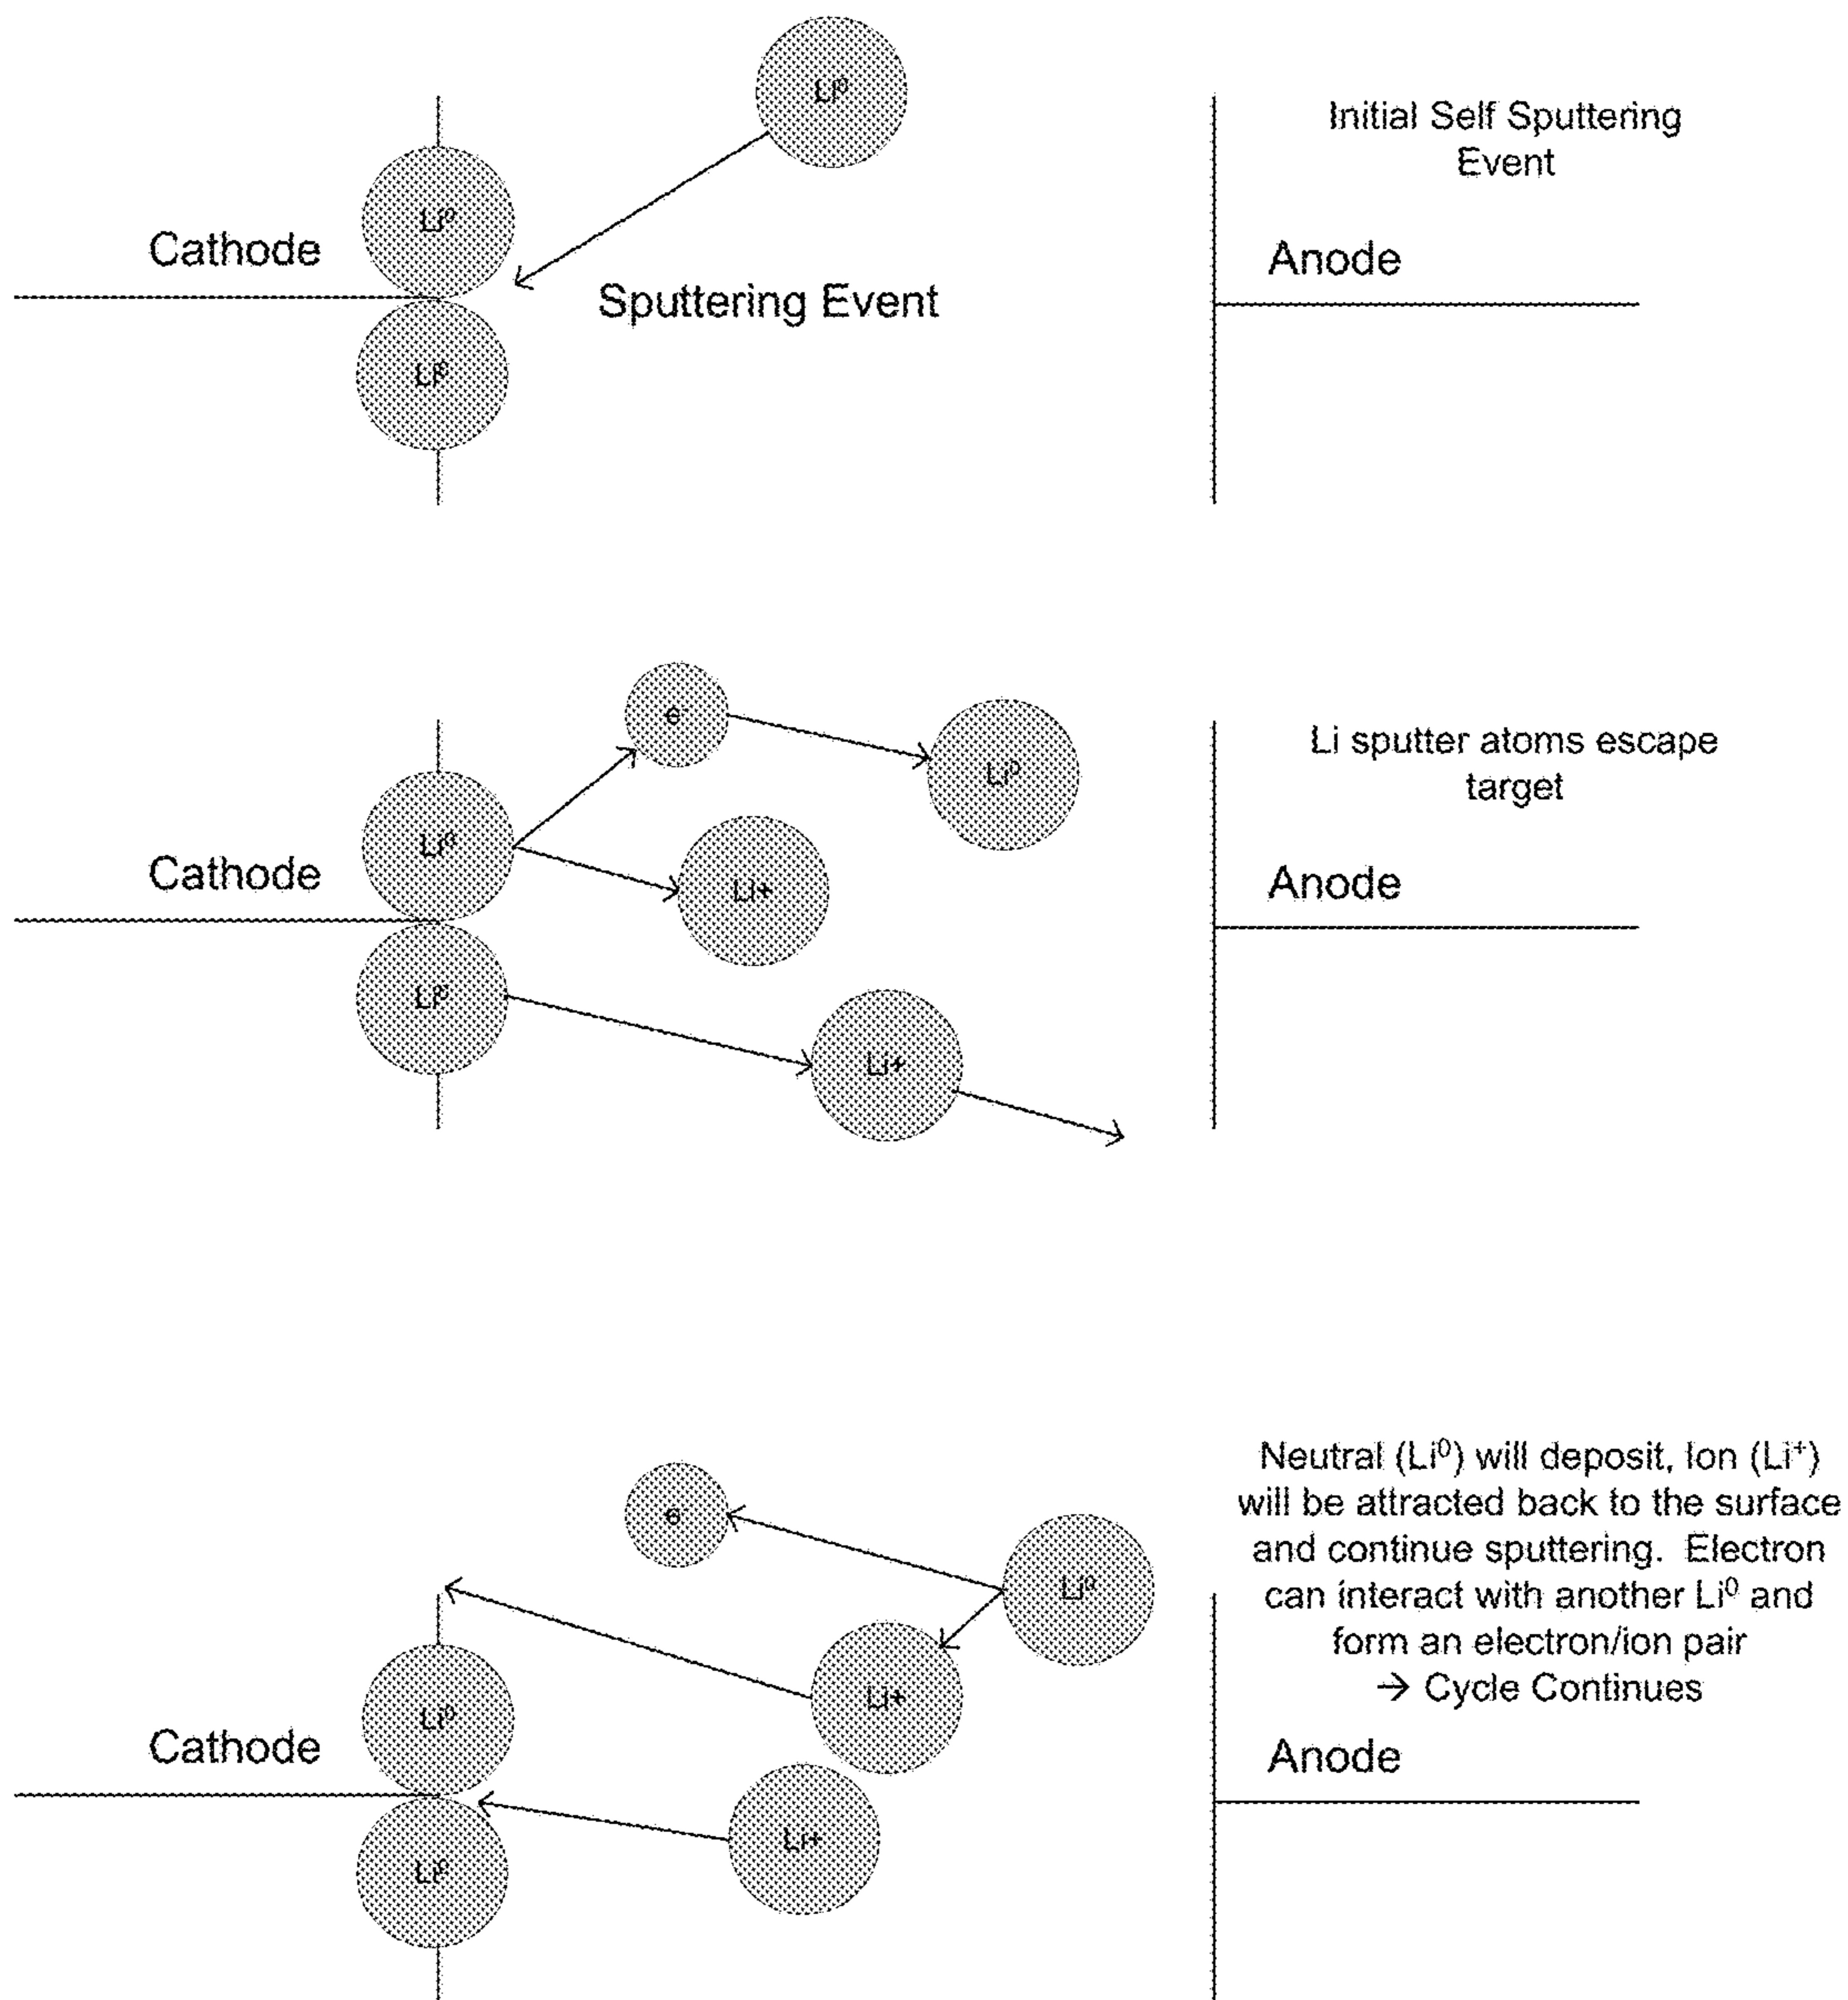 Li⁰
Initial Self Sputtering
Event
Li⁰
Cathode
Anode
Sputtering Event
Li⁰
e⁻
Li sputter atoms escape
target
Li⁰
Li⁰
Cathode
Li+
Anode
Li⁰
Li+
Neutral (Li⁰) will deposit, Ion (Li⁺)
will be attracted back to the surface
and continue sputtering. Electron
can interact with another Li⁰ and
form an electron/ion pair
→ Cycle Continues
e
Li⁰
Li+
Li⁰
Cathode
Anode
Li+
Li⁰